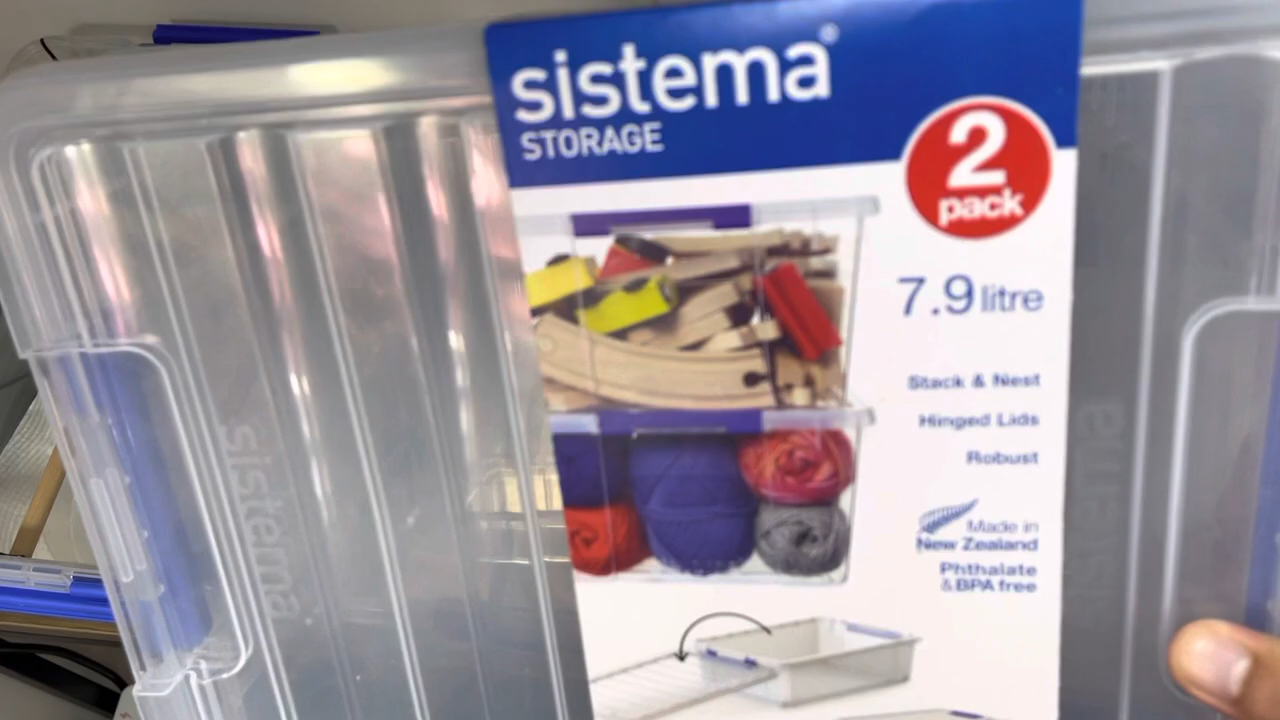 sistema®
STORAGE
2
pack
7.9 litre
Stack & Nest
Hinged Lids
Robust
Made in
New Zealand
Phthalate
& BPA free
sistema
sistema